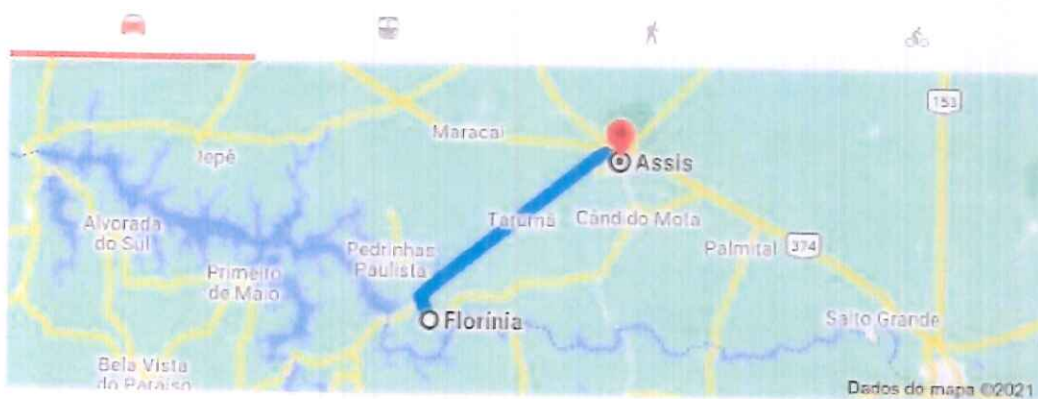 153
Maracaí
Iepê
Assis
Alvorada
do Sul
Tarumã
Cândido Mota
Pedrinhas
Paulista
Palmital
374
Primeiro
de Maio
Florínia
Salto Grande
Bela Vista
do Paraíso
Dados do mapa ©2021